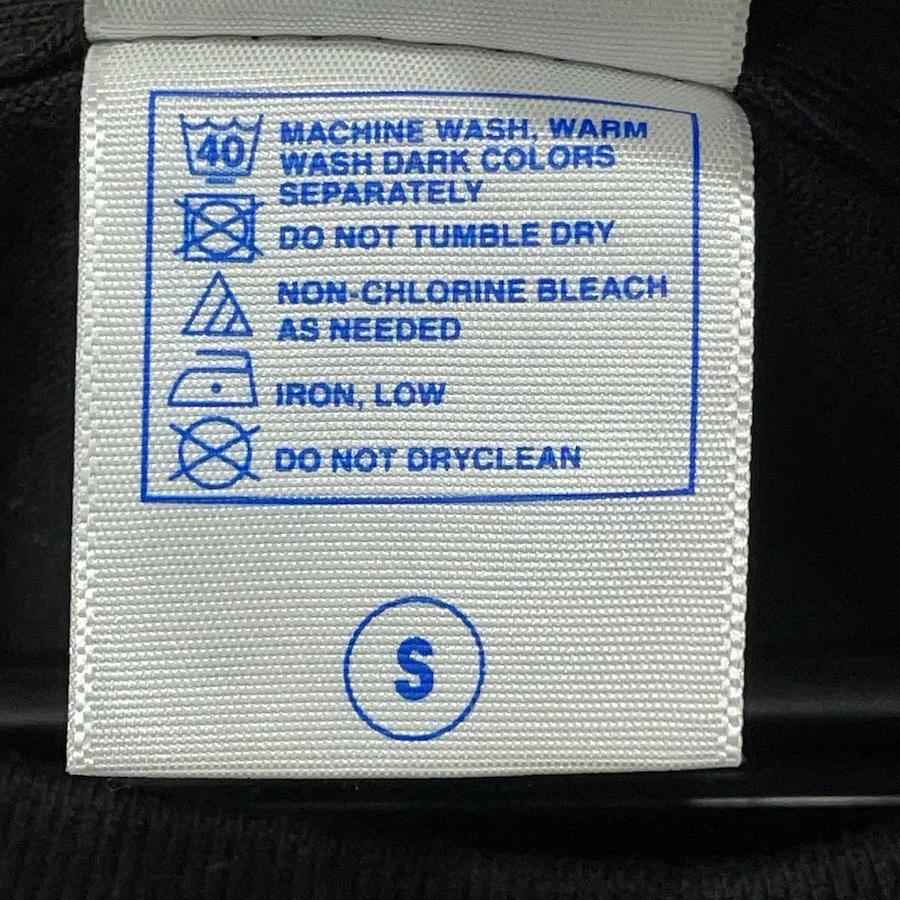 40 MACHINE WASH, WARM
WASH DARK COLORS
SEPARATELY
DO NOT TUMBLE DRY
NON-CHLORINE BLEACH
AS NEEDED
IRON, LOW
DO NOT DRYCLEAN
S